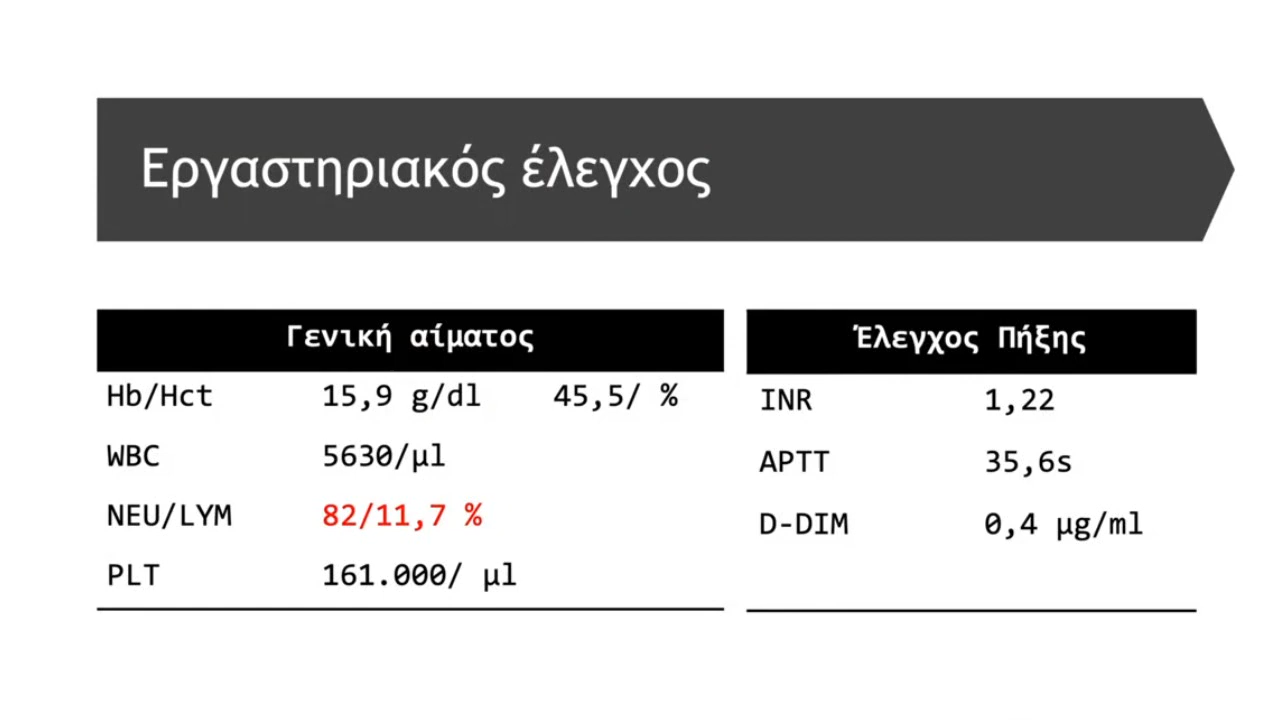 Εργαστηριακός έλεγχος
Γενική αίματος
Hb/Hct 15,9 g/dl 45,5/ %
WBC 5630/μl
NEU/LYM 82/11,7 %
PLT 161.000/ μl
Έλεγχος Πήξης
INR 1,22
APTT 35,6s
D-DIM 0,4 μg/ml